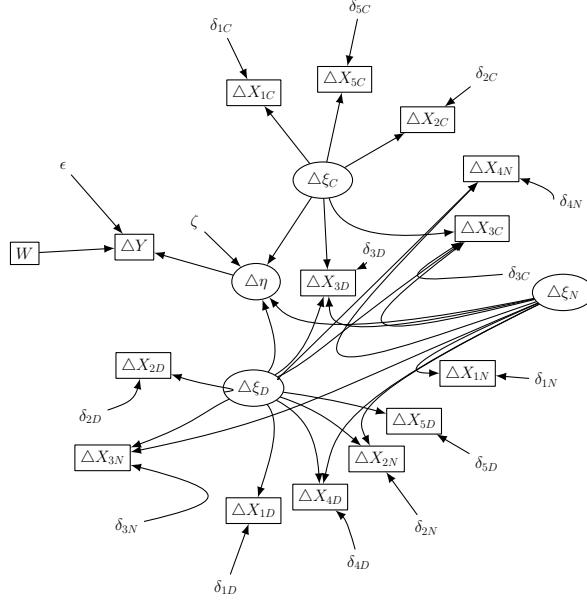 δ5C
δ1C
△X5C
δ2C
△X1C
△X2C
ϵ
△X4N
△ξC
δ4N
ζ
△X3C
△Y
δ3D
W
δ3C
△η
△X3D
△ξN
△X2D
△X1N
δ1N
△ξD
δ2D
△X5D
△X3N
△X2N
δ5D
△X4D
△X1D
δ3N
δ2N
δ4D
δ1D